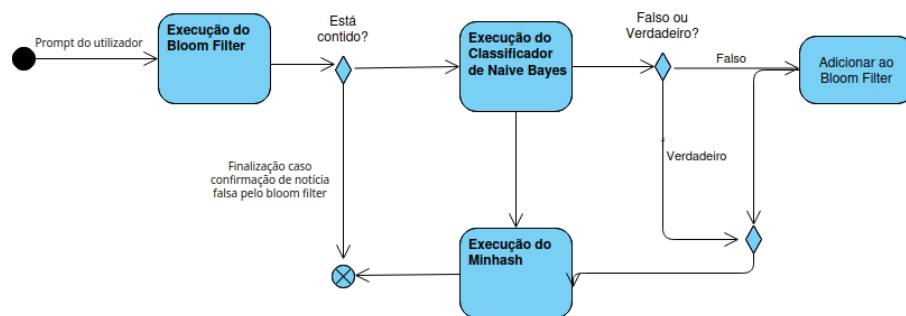 Prompt do utilizador
Execução do
Bloom Filter
Está
contido?
Execução do
Classificador
de Naive Bayes
Falso ou
Verdadeiro?
Falso
Adicionar ao
Bloom Filter
Finalização caso
confirmação de notícia
falsa pelo bloom filter
Verdadeiro
Execução do
Minhash